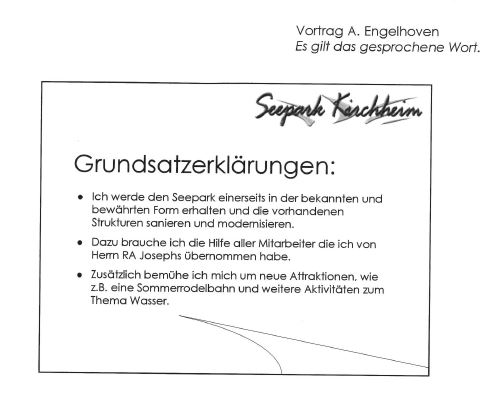 Vortrag A. Engelhoven
Es gilt das gesprochene Wort.
Seepark Kirchheim
Grundsatzerklärungen:
• Ich werde den Seepark einerseits in der bekannten und
bewährten Form erhalten und die vorhandenen
Strukturen sanieren und modernisieren.
• Dazu brauche ich die Hilfe aller Mitarbeiter die ich von
Herrn RA Josephs übernommen habe.
• Zusätzlich bemühe ich mich um neue Attraktionen, wie
z.B. eine Sommerrodelbahn und weitere Aktivitäten zum
Thema Wasser.